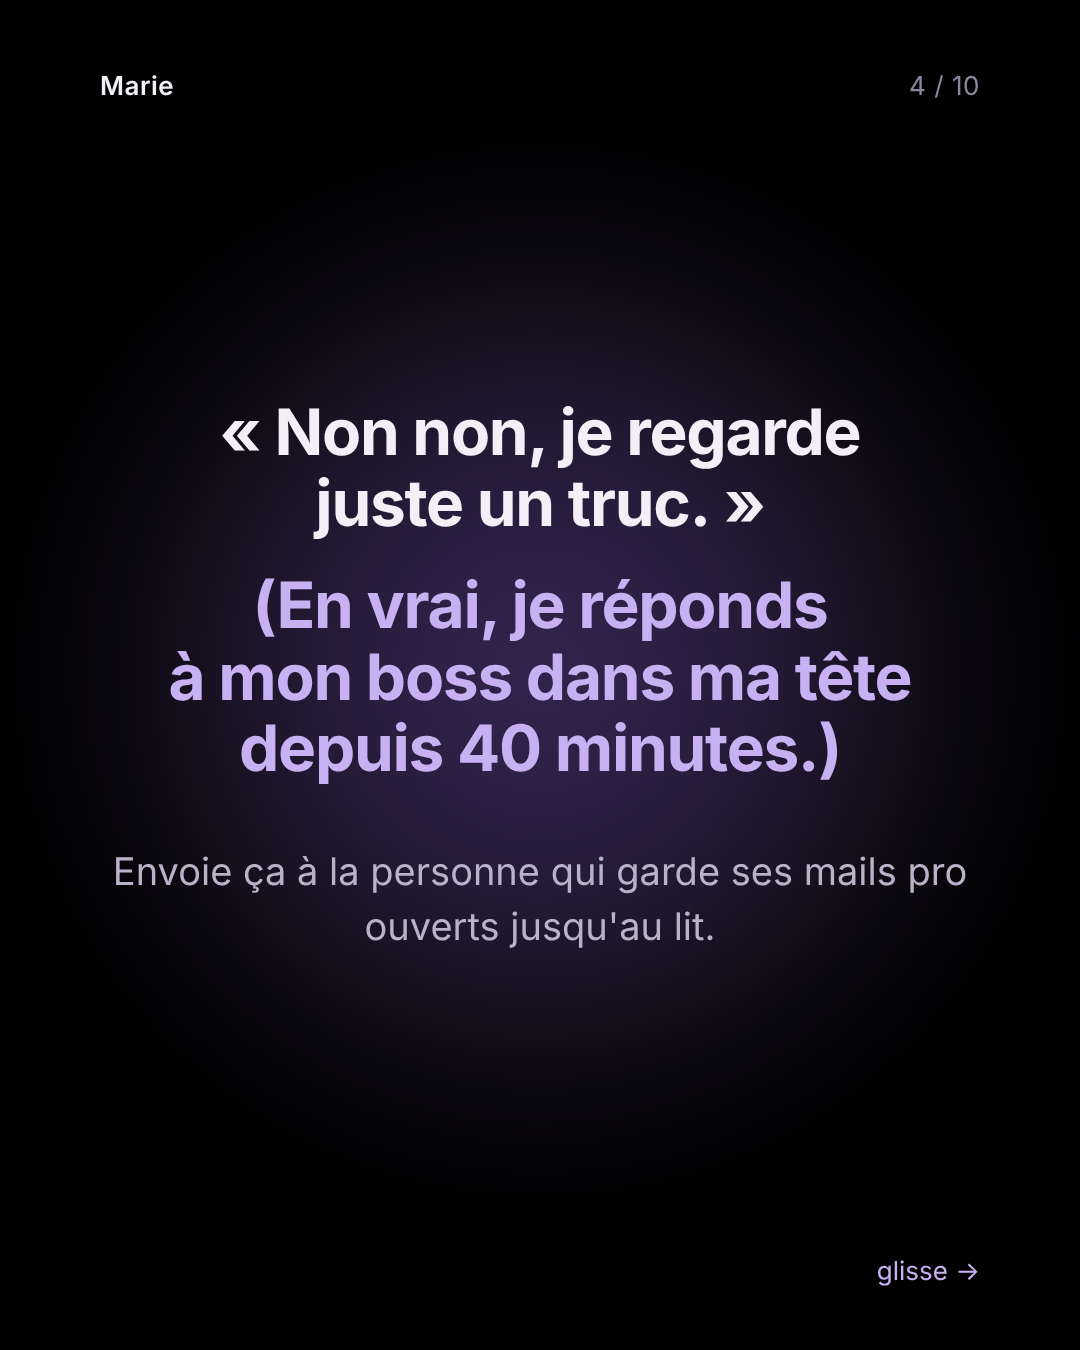 Marie
4 / 10
« Non non, je regarde
juste un truc. »
(En vrai, je réponds
à mon boss dans ma tête
depuis 40 minutes.)
Envoie ça à la personne qui garde ses mails pro
ouverts jusqu'au lit.
glisse →